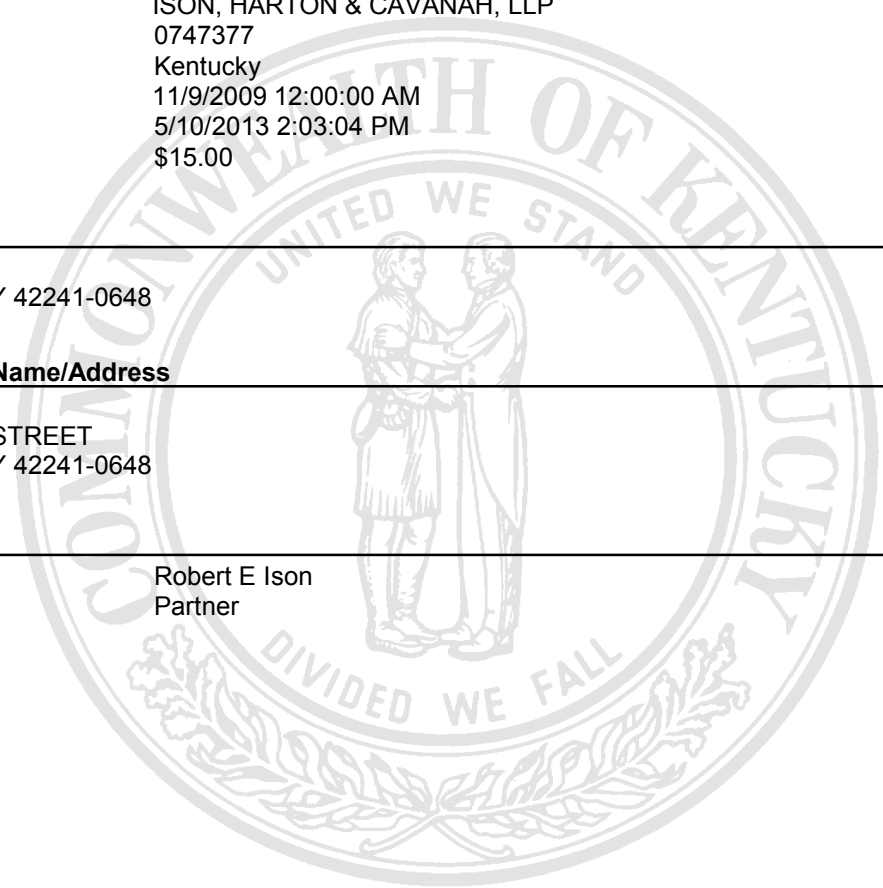 ISON, HARTON & CAVANAH, LLP
0747377
Kentucky
11/9/2009 12:00:00 AM
5/10/2013 2:03:04 PM
$15.00
Y 42241-0648
Name/Address
STREET
Y 42241-0648
Robert E Ison
Partner
COMMONWEALTH OF KENTUCKY
UNITED WE STAND
DIVIDED WE FALL